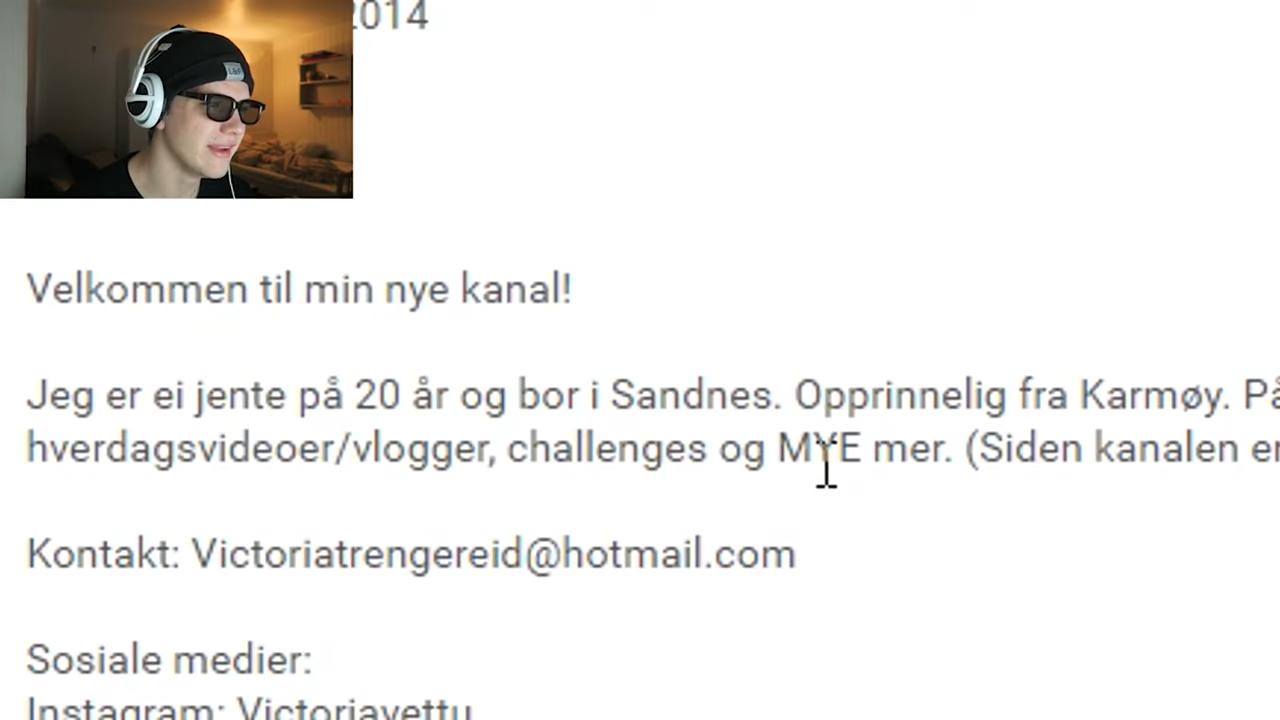 2014
Velkommen til min nye kanal!
Jeg er ei jente på 20 år og bor i Sandnes. Opprinnelig fra Karmøy. På
hverdagsvideoer/vlogger, challenges og MYE mer. (Siden kanalen er
Kontakt: Victoriatrengereid@hotmail.com
Sosiale medier:
Instagram: Victoriavettu